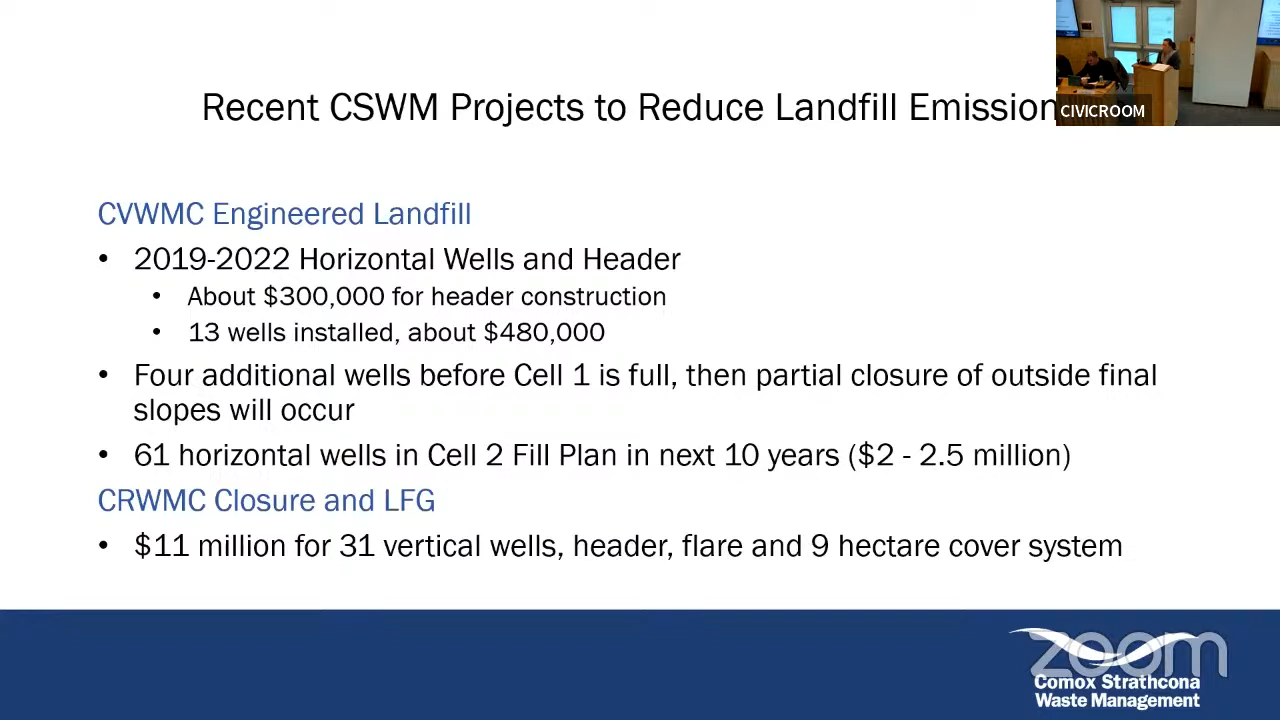 Recent CSWM Projects to Reduce Landfill Emission
CIVICROOM
CVWMC Engineered Landfill
• 2019-2022 Horizontal Wells and Header
• About $300,000 for header construction
• 13 wells installed, about $480,000
• Four additional wells before Cell 1 is full, then partial closure of outside final
slopes will occur
• 61 horizontal wells in Cell 2 Fill Plan in next 10 years ($2 - 2.5 million)
CRWMC Closure and LFG
• $11 million for 31 vertical wells, header, flare and 9 hectare cover system
zoom
Comox Strathcona
Waste Management